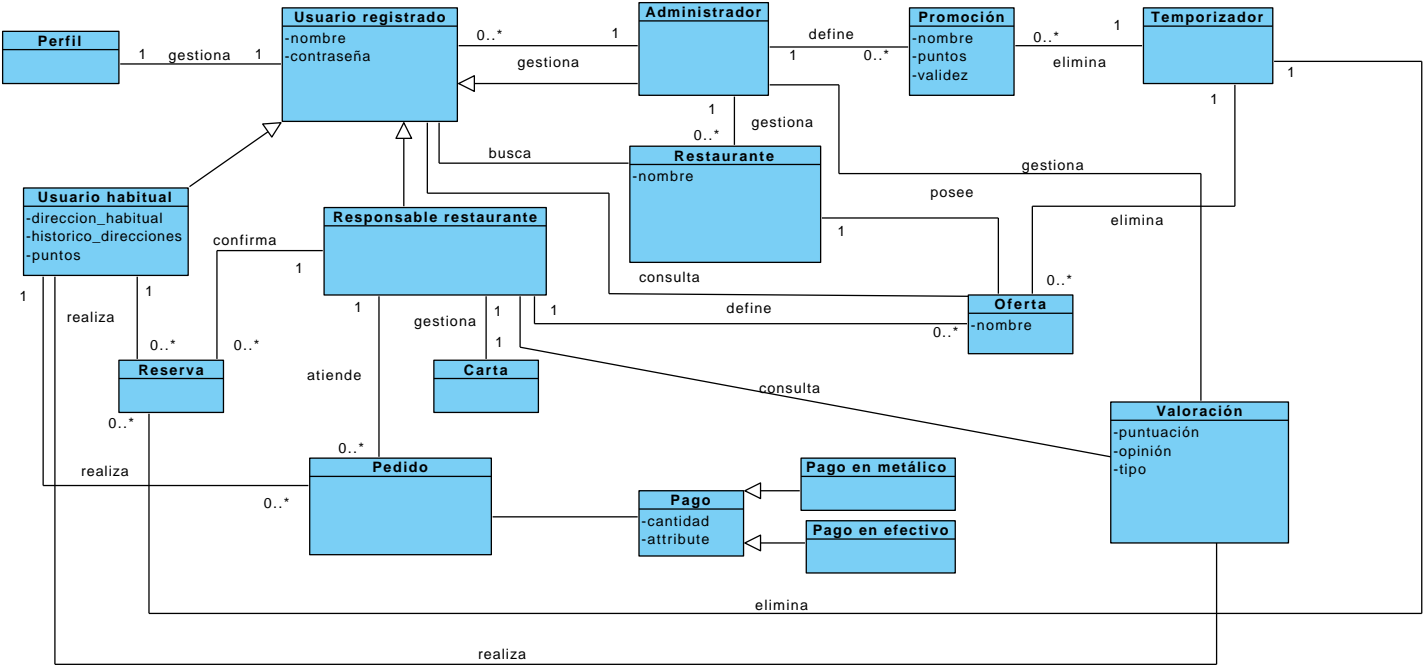 Usuario registrado
-nombre
-contraseña
Administrador
Promoción
-nombre
-puntos
-validez
Temporizador
Perfil
1
gestiona
1
0..*
1
gestiona
define
1
0..*
0..*
1
elimina
1
1
1
0..*
gestiona
busca
Restaurante
-nombre
gestiona
posee
1
elimina
0..*
Usuario habitual
-direccion_habitual
-historico_direcciones
-puntos
Responsable restaurante
confirma
1
consulta
define
1
0..*
Oferta
-nombre
1
realiza
1
0..*
0..*
1
gestiona
1
1
atiende
0..*
Reserva
0..*
Carta
consulta
Valoración
-puntuación
-opinión
-tipo
realiza
0..*
Pedido
Pago
-cantidad
-attribute
Pago en metálico
Pago en efectivo
elimina
realiza